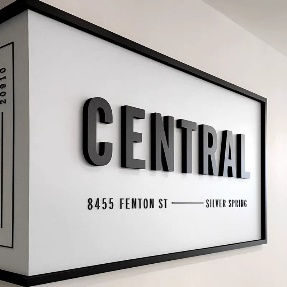 20910
CENTRAL
8455 FENTON ST — SILVER SPRING